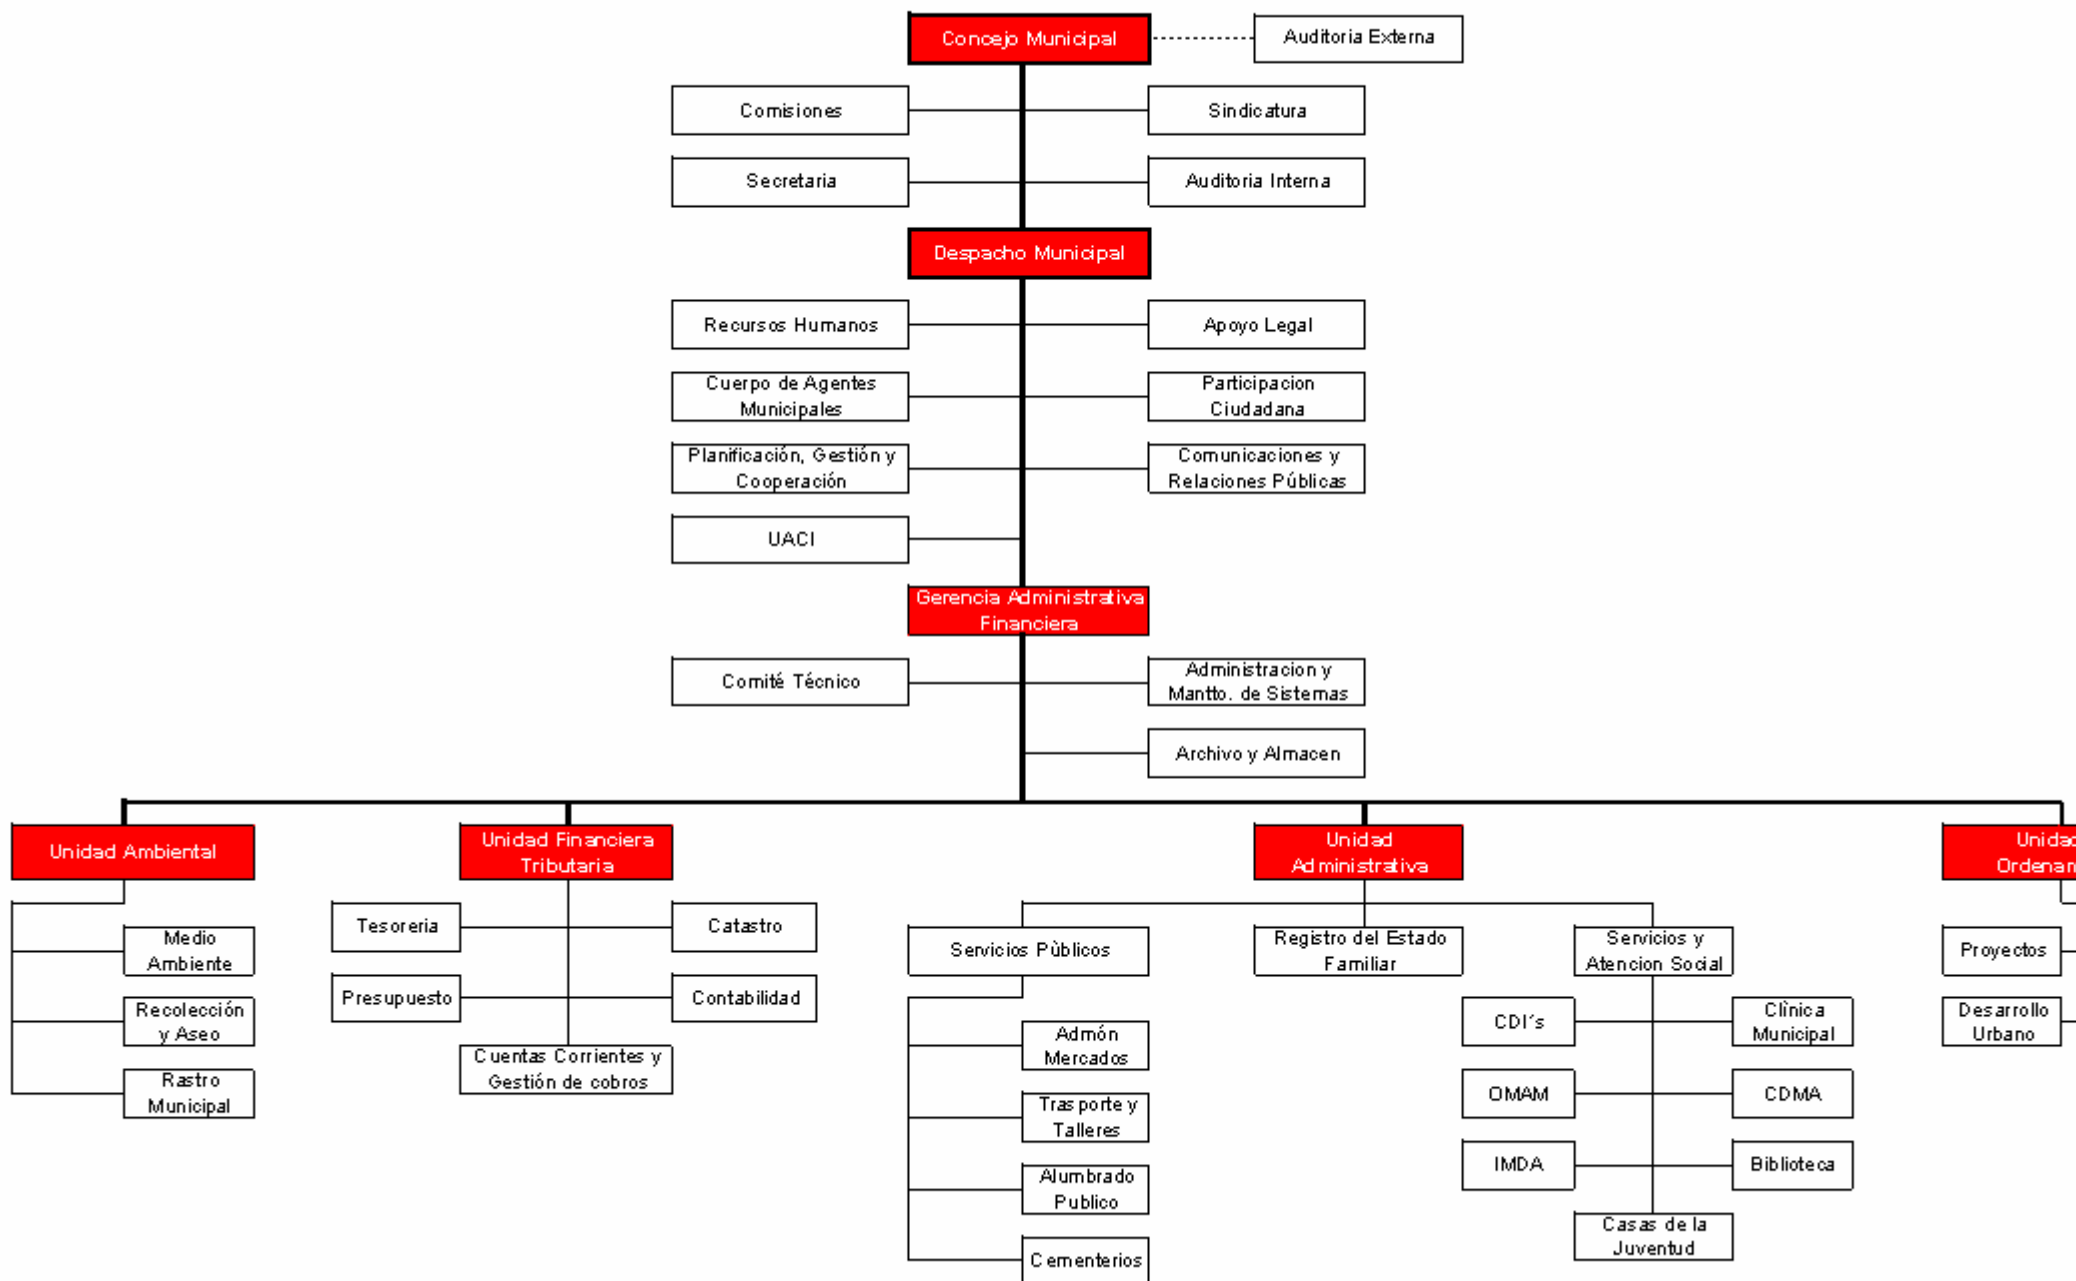 Concejo Municipal
Auditoria Externa
Comisiones
Sindicatura
Secretaria
Auditoria Interna
Despacho Municipal
Recursos Humanos
Apoyo Legal
Cuerpo de Agentes
Municipales
Participacion
Ciudadana
Planificación, Gestión y
Cooperación
Comunicaciones y
Relaciones Públicas
UACI
Gerencia Administrativa
Financiera
Comité Técnico
Administracion y
Mantto. de Sistemas
Archivo y Almacen
Unidad Ambiental
Unidad Financiera
Tributaria
Unidad
Administrativa
Medio
Ambiente
Recolección
y Aseo
Rastro
Municipal
Tesoreria
Catastro
Presupuesto
Contabilidad
Cuentas Corrientes y
Gestión de cobros
Servicios Pùblicos
Registro del Estado
Familiar
Servicios y
Atencion Social
Admón
Mercados
Trasporte y
Talleres
Alumbrado
Publico
Cementerios
CDI´s
Clînica
Municipal
OMAM
CDMA
IMDA
Biblioteca
Casas de la
Juventud
Proyectos
Desarrollo
Urbano